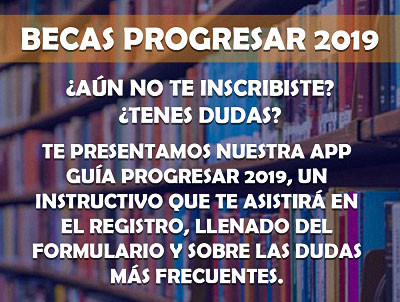 BECAS PROGRESAR 2019
¿AÚN NO TE INSCRIBISTE?
¿TENES DUDAS?
TE PRESENTAMOS NUESTRA APP
GUÍA PROGRESAR 2019, UN
INSTRUCTIVO QUE TE ASISTIRÁ EN
EL REGISTRO, LLENADO DEL
FORMULARIO Y SOBRE LAS DUDAS
MÁS FRECUENTES.